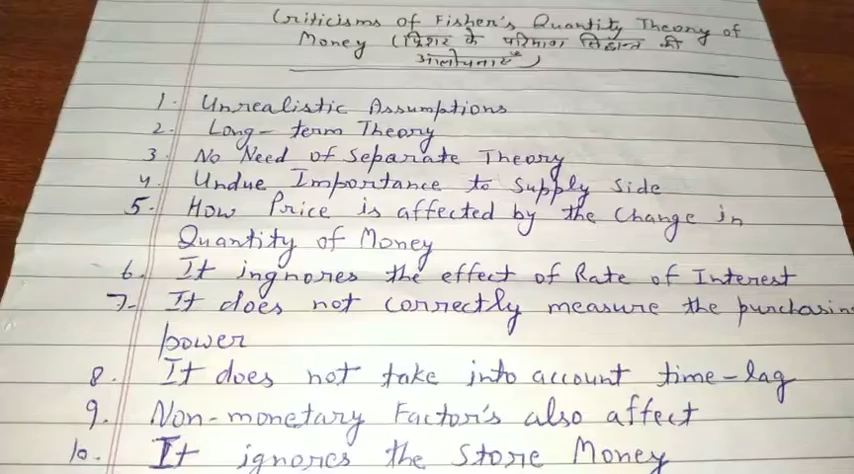 Criticisms of Fisher's Quantity Theory of
Money (फिशर के परिमाण सिद्धान्त की
आलोचनाएँ)
1. Unrealistic Assumptions
2. Long-term Theory
3 No Need of Separate Theory
4 Undue Importance to Supply Side
5. How Price is affected by the Change in
Quantity of Money
6. It ingnores the effect of Rate of Interest
7. It does not correctly measure the purchasin
power
8. It does not take into account time-lag
9. Non-monetary Factor's also affect
10. It ignores the Store Money